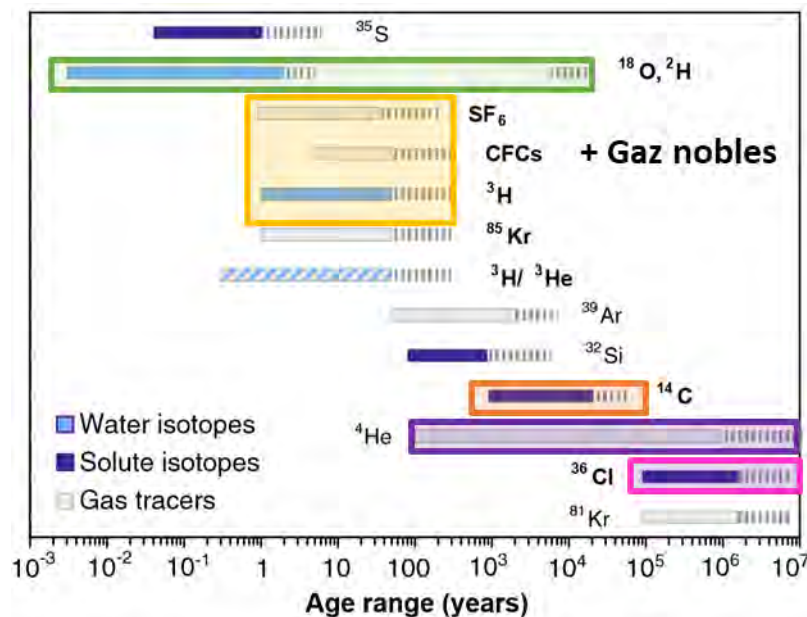 ³⁵S
¹⁸O, ²H
SF₆
CFCs + Gaz nobles
³H
⁸⁵Kr
³H/ ³He
³⁹Ar
³²Si
¹⁴C
Water isotopes
⁴He
Solute isotopes
³⁶Cl
Gas tracers
⁸¹Kr
10⁻³ 10⁻² 10⁻¹ 1 10 100 10³ 10⁴ 10⁵ 10⁶ 10⁷
Age range (years)